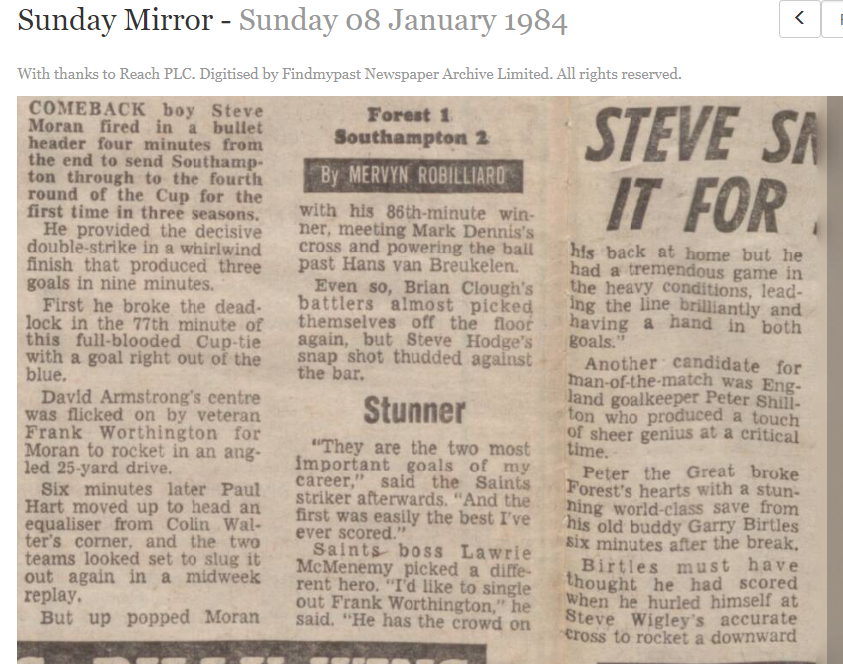 Sunday Mirror - Sunday 08 January 1984
With thanks to Reach PLC. Digitised by Findmypast Newspaper Archive Limited. All rights reserved.
COMEBACK boy Steve
Moran fired in a bullet
header four minutes from
the end to send Southamp-
ton through to the fourth
round of the Cup for the
first time in three seasons.
He provided the decisive
double-strike in a whirlwind
finish that produced three
goals in nine minutes.
First he broke the dead-
lock in the 77th minute of
this full-blooded Cup-tie
with a goal right out of the
blue.
David Armstrong's centre
was flicked on by veteran
Frank Worthington for
Moran to rocket in an ang-
led 25-yard drive.
Six minutes later Paul
Hart moved up to head an
equaliser from Colin Wal-
ter's corner, and the two
teams looked set to slug it
out again in a midweek
replay.
But up popped Moran
Forest 1
Southampton 2
By MERVYN ROBILLIARD
with his 86th-minute win-
ner, meeting Mark Dennis's
cross and powering the ball
past Hans van Breukelen.
Even so, Brian Clough's
battlers almost picked
themselves off the floor
again, but Steve Hodge's
snap shot thudded against
the bar.
Stunner
"They are the two most
important goals of my
career," said the Saints
striker afterwards. "And the
first was easily the best I've
ever scored."
Saints boss Lawrie
McMenemy picked a diffe-
rent hero. "I'd like to single
out Frank Worthington," he
said. "He has the crowd on
STEVE
IT FOR
his back at home but he
had a tremendous game in
the heavy conditions, lead-
ing the line brilliantly and
having a hand in both
goals."
Another candidate for
man-of-the-match was Eng-
land goalkeeper Peter Shill-
ton who produced a touch
of sheer genius at a critical
time.
Peter the Great broke
Forest's hearts with a stun-
ning world-class save from
his old buddy Garry Birtles
six minutes after the break.
Birtles must have
thought he had scored
when he hurled himself at
Steve Wigley's accurate
cross to rocket a downward